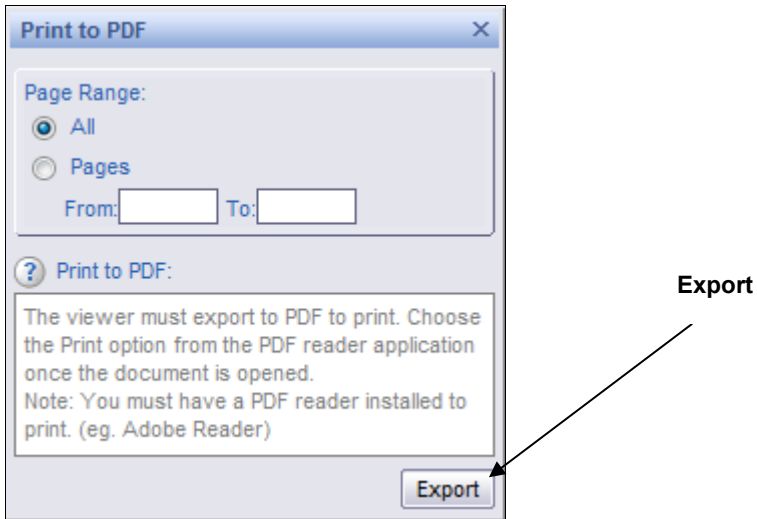 Print to PDF
Page Range:
All
Pages
From: To:
Print to PDF:
The viewer must export to PDF to print. Choose
the Print option from the PDF reader application
once the document is opened.
Note: You must have a PDF reader installed to
print. (eg. Adobe Reader)
Export
Export